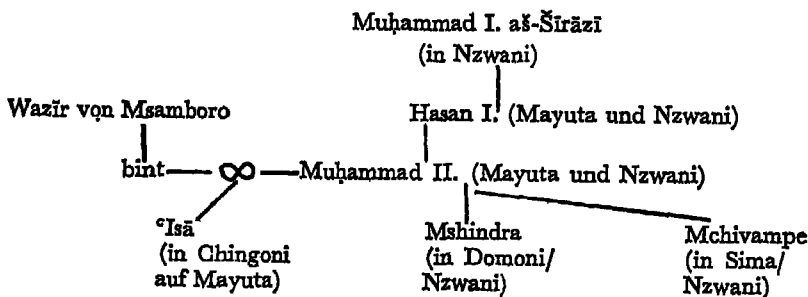 Muḥammad I. aš-Šīrāzī
(in Nzwani)
Wazīr von Msamboro
Hasan I. (Mayuta und Nzwani)
bint
Muḥammad II. (Mayuta und Nzwani)
ʿIsā
(in Chingoni
auf Mayuta)
Mshindra
(in Domoni/
Nzwani)
Mchivampe
(in Sima/
Nzwani)